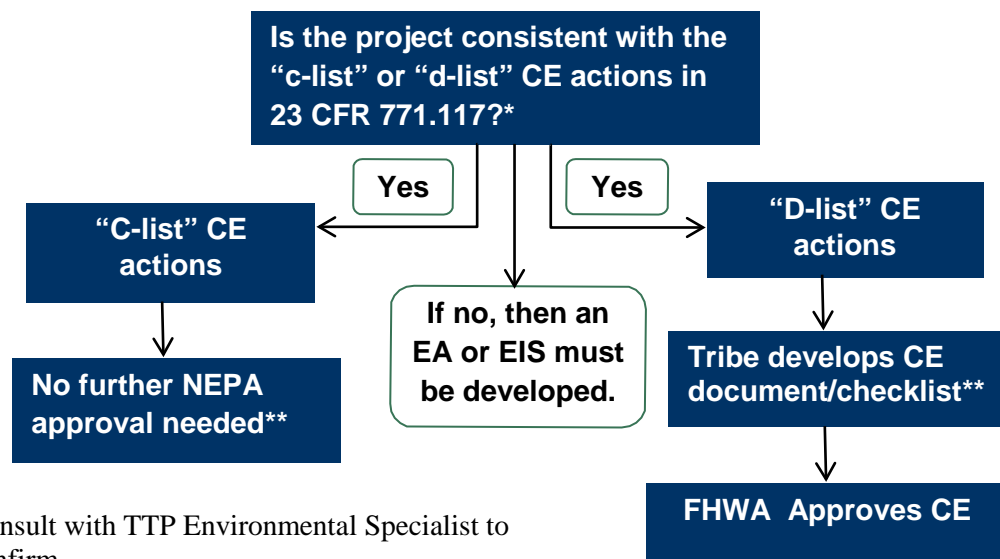 Is the project consistent with the
“c-list” or “d-list” CE actions in
23 CFR 771.117?*
Yes
Yes
“C-list” CE
actions
“D-list” CE
actions
If no, then an
EA or EIS must
be developed.
No further NEPA
approval needed**
Tribe develops CE
document/checklist**
FHWA Approves CE
with TTP Environmental Specialist to